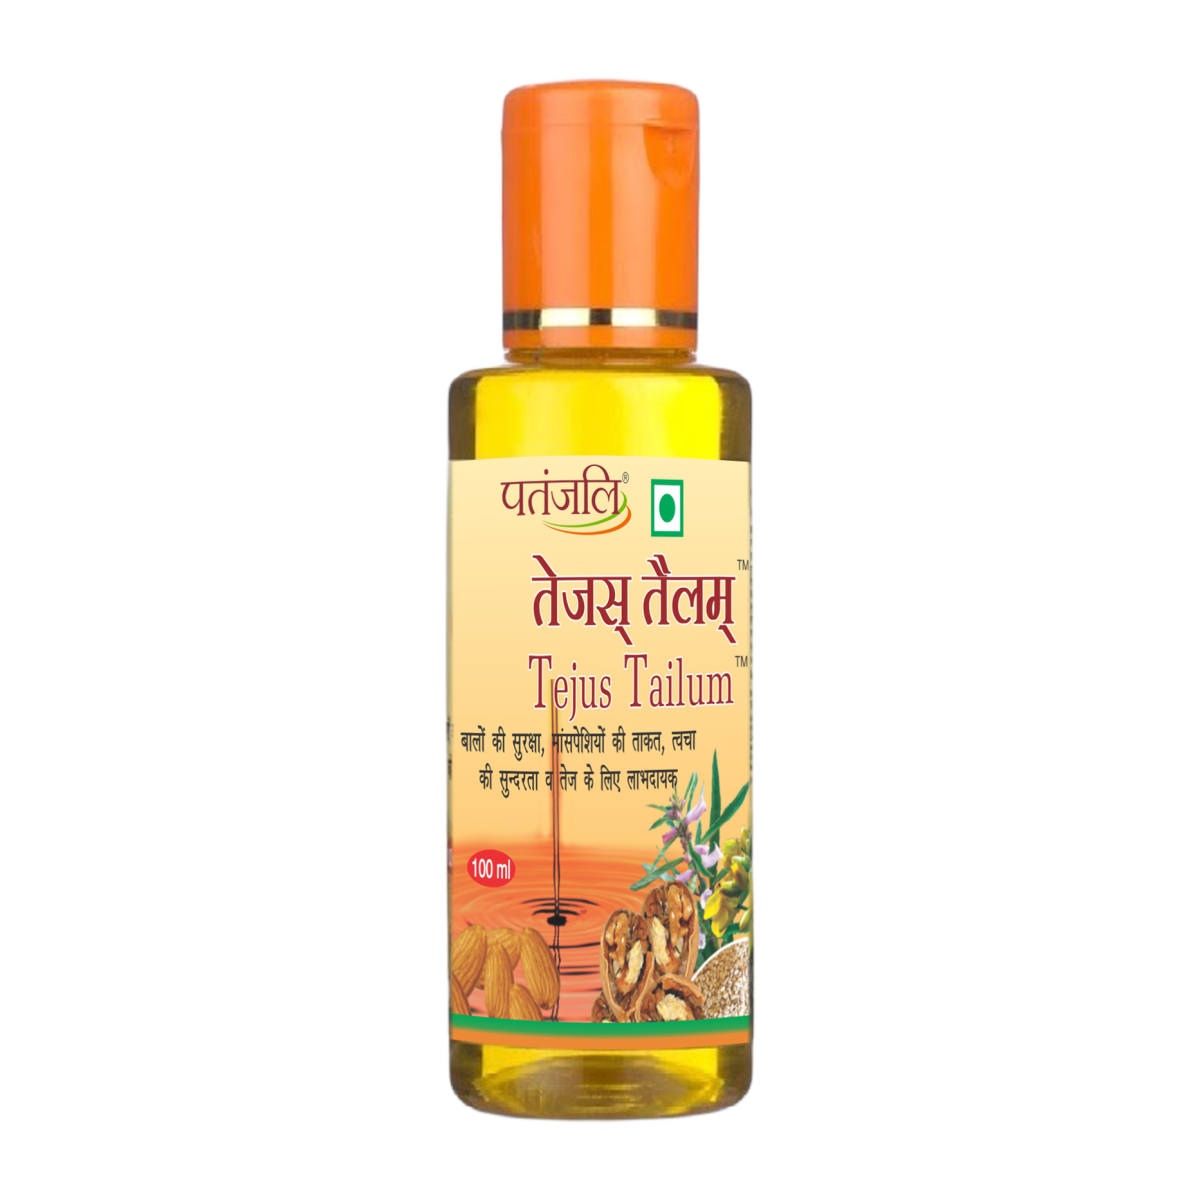 पतंजलि®
तेजस् तैलम्™
Tejus Tailum™
बालों की सुरक्षा, मांसपेशियों की ताकत, त्वचा
की सुन्दरता व तेज के लिए लाभदायक
100 ml